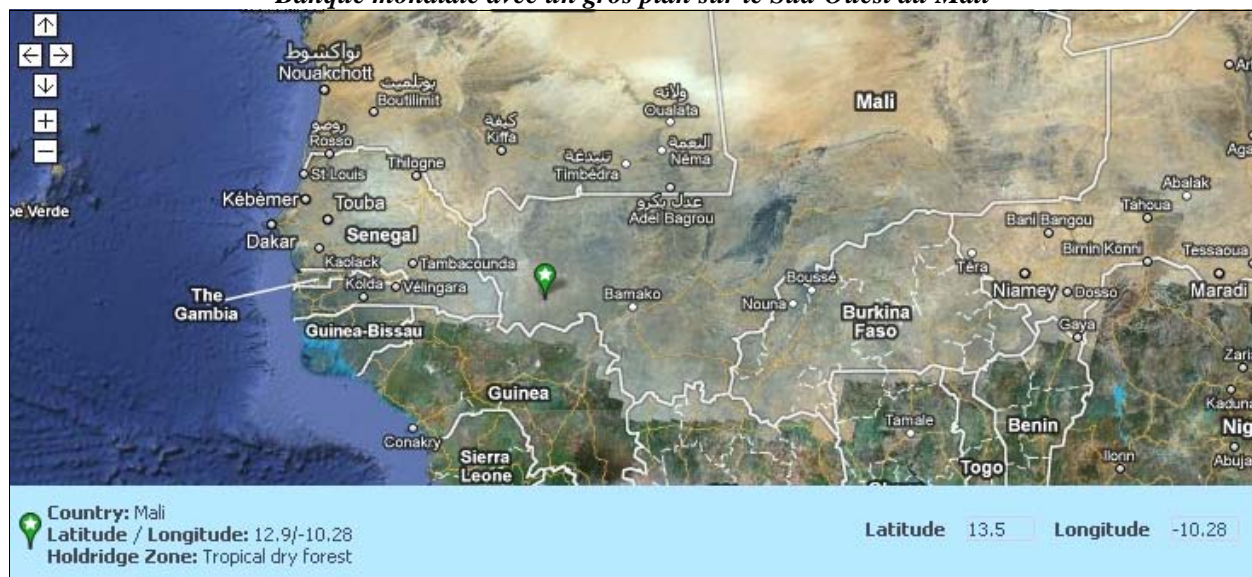 Banque mondiale avec un gros plan sur le Sud-Ouest du Mali
نواكشوط
Nouakchott
بوتلميت
Boutilimit
ولاته
Oualata
Mali
روصو
Rosso
كيفة
Kiffa
النعمة
Néma
تنبدغة
Timbédra
St Louis
Thilogne
عدل بكرو
Adel Bagrou
Abalak
Kébèmer
Touba
Tahoua
Bani Bangou
Dakar
Senegal
Birnin Konni
Tessaoua
Kaolack
Tambacounda
Téra
Boussé
Kolda
Vélingara
Bamako
Nouna
Niamey
Dosso
Maradi
The
Gambia
Burkina
Faso
Guinea-Bissau
Gaya
Guinea
Tamale
Benin
Conakry
Sierra
Leone
Togo
Ilorin
Country: Mali
Latitude / Longitude: 12.9/-10.28
Holdridge Zone: Tropical dry forest
Latitude 13.5 Longitude -10.28